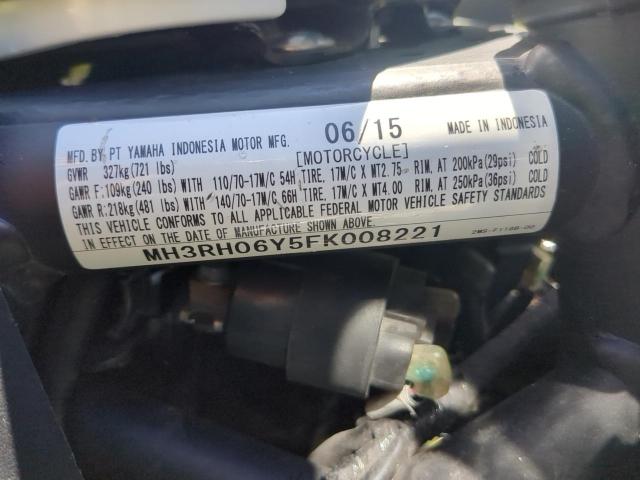 MFD. BY PT YAMAHA INDONESIA MOTOR MFG. 06/15 MADE IN INDONESIA
GVWR 327kg(721 lbs) [MOTORCYCLE]
GAWR F:109kg(240 lbs) WITH 110/70-17M/C 54H TIRE. 17M/C X MT2.75 RIM. AT 200kPa(29psi) COLD
GAWR R:218kg(481 lbs) WITH 140/70-17M/C 66H TIRE. 17M/C X MT4.00 RIM. AT 250kPa(36psi) COLD
THIS VEHICLE CONFORMS TO ALL APPLICABLE FEDERAL MOTOR VEHICLE SAFETY STANDARDS
IN EFFECT ON THE DATE OF MANUFACTURE SHOWN ABOVE.
MH3RH06Y5FK008221